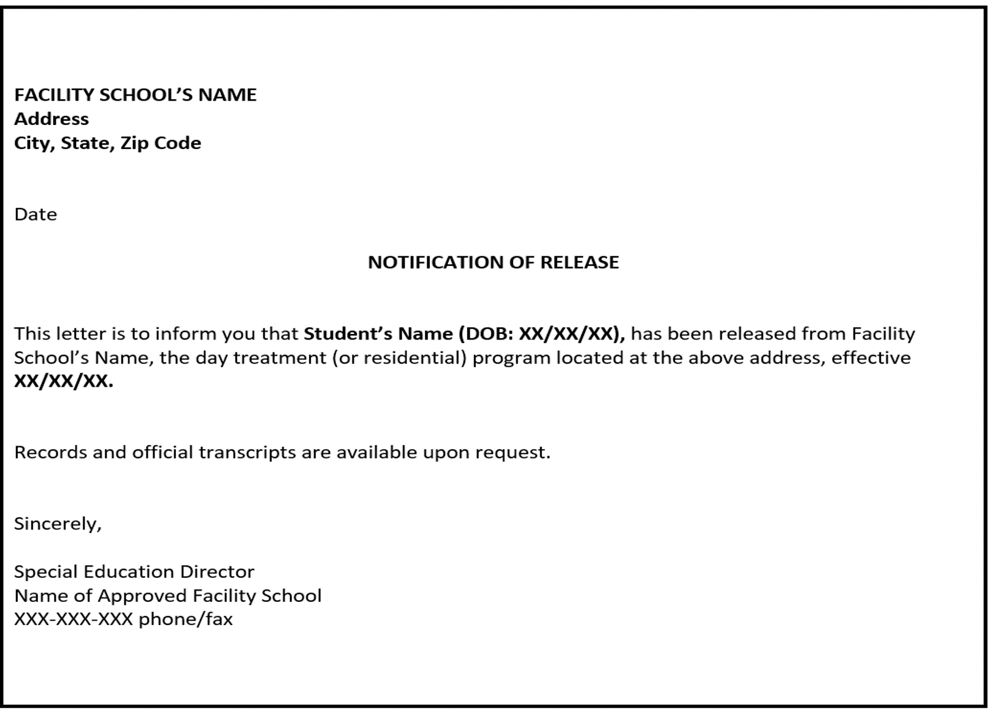 FACILITY SCHOOL’S NAME
Address
City, State, Zip Code
Date
NOTIFICATION OF RELEASE
This letter is to inform you that Student’s Name (DOB: XX/XX/XX), has been released from Facility
School’s Name, the day treatment (or residential) program located at the above address, effective
XX/XX/XX.
Records and official transcripts are available upon request.
Sincerely,
Special Education Director
Name of Approved Facility School
XXX-XXX-XXX phone/fax